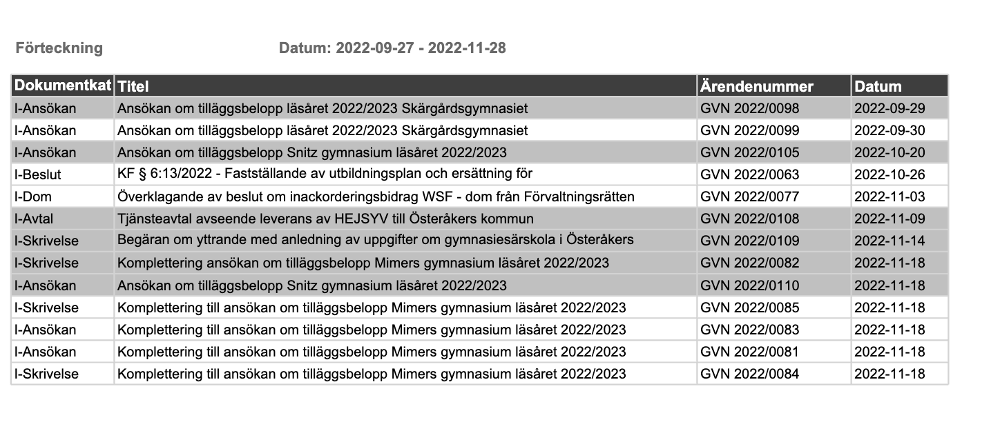 Förteckning Datum: 2022-09-27 - 2022-11-28
Dokumentkat Titel Ärendenummer Datum
I-Ansökan Ansökan om tilläggsbelopp läsåret 2022/2023 Skärgårdsgymnasiet GVN 2022/0098 2022-09-29
I-Ansökan Ansökan om tilläggsbelopp läsåret 2022/2023 Skärgårdsgymnasiet GVN 2022/0099 2022-09-30
I-Ansökan Ansökan om tilläggsbelopp Snitz gymnasium läsåret 2022/2023 GVN 2022/0105 2022-10-20
I-Beslut KF § 6:13/2022 - Fastställande av utbildningsplan och ersättning för GVN 2022/0063 2022-10-26
I-Dom Överklagande av beslut om inackorderingsbidrag WSF - dom från Förvaltningsrätten GVN 2022/0077 2022-11-03
I-Avtal Tjänsteavtal avseende leverans av HEJSYV till Österåkers kommun GVN 2022/0108 2022-11-09
I-Skrivelse Begäran om yttrande med anledning av uppgifter om gymnasiesärskola i Österåkers GVN 2022/0109 2022-11-14
I-Skrivelse Komplettering ansökan om tilläggsbelopp Mimers gymnasium läsåret 2022/2023 GVN 2022/0082 2022-11-18
I-Ansökan Ansökan om tilläggsbelopp Snitz gymnasium läsåret 2022/2023 GVN 2022/0110 2022-11-18
I-Skrivelse Komplettering till ansökan om tilläggsbelopp Mimers gymnasium läsåret 2022/2023 GVN 2022/0085 2022-11-18
I-Ansökan Komplettering till ansökan om tilläggsbelopp Mimers gymnasium läsåret 2022/2023 GVN 2022/0083 2022-11-18
I-Ansökan Komplettering till ansökan om tilläggsbelopp Mimers gymnasium läsåret 2022/2023 GVN 2022/0081 2022-11-18
I-Skrivelse Komplettering till ansökan om tilläggsbelopp Mimers gymnasium läsåret 2022/2023 GVN 2022/0084 2022-11-18